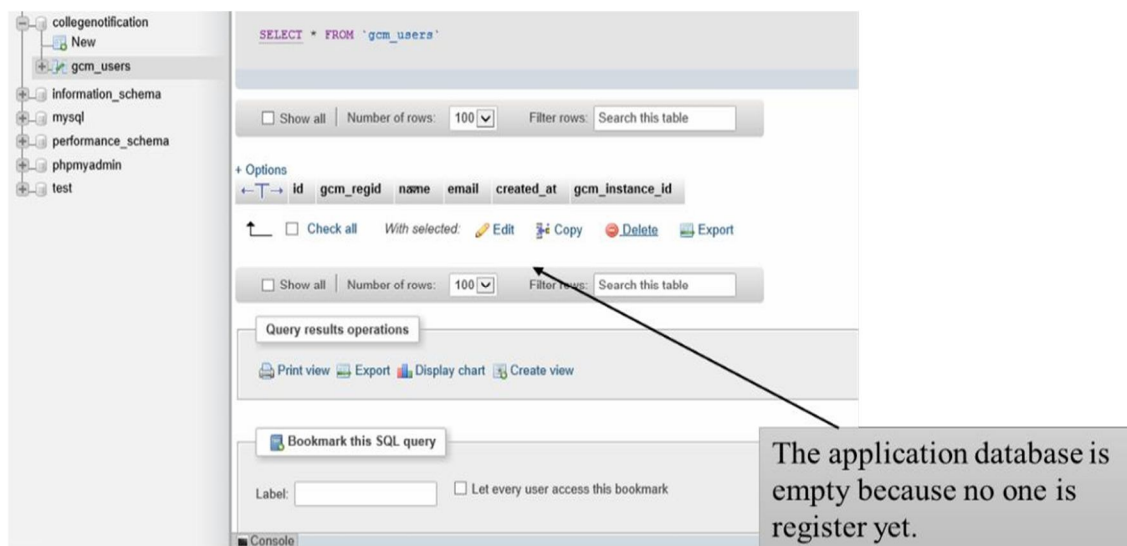 collegenotification
New
gcm_users
information_schema
mysql
performance_schema
phpmyadmin
test
SELECT * FROM `gcm_users`
Show all Number of rows: 100 Filter rows: Search this table
+ Options
←T→ id gcm_regid name email created_at gcm_instance_id
Check all With selected: Edit Copy Delete Export
Show all Number of rows: 100 Filter rows: Search this table
Query results operations
Print view Export Display chart Create view
Bookmark this SQL query
Label: Let every user access this bookmark
Console
The application database is
empty because no one is
register yet.